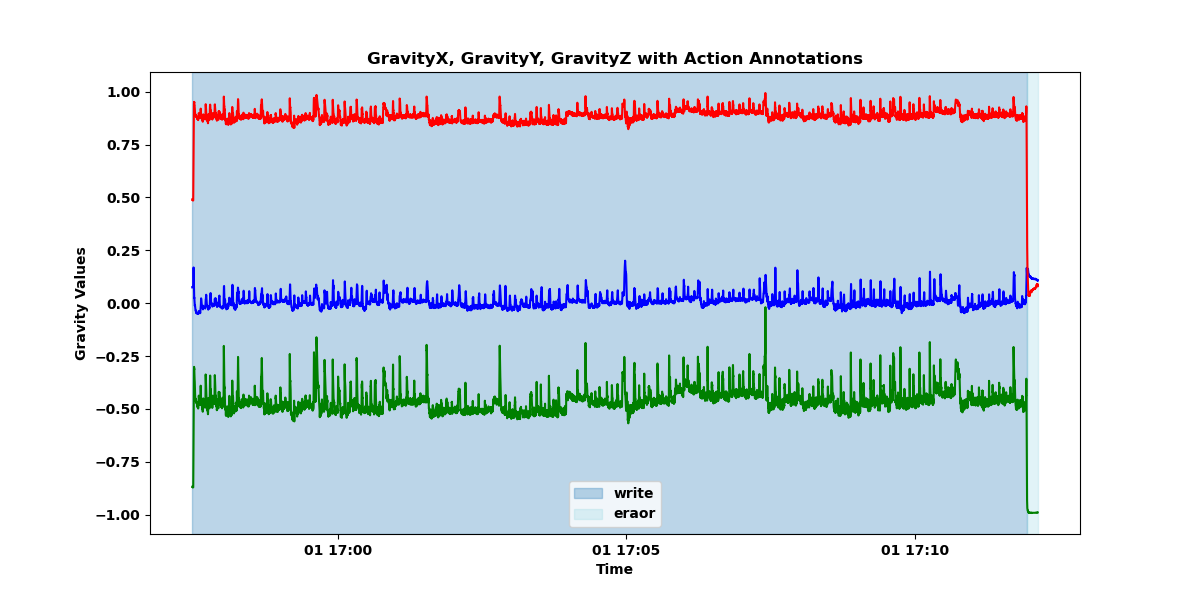 GravityX, GravityY, GravityZ with Action Annotations
1.00
0.75
0.50
0.25
0.00
−0.25
−0.50
−0.75
−1.00
Gravity Values
write
eraor
01 17:00
01 17:05
01 17:10
Time